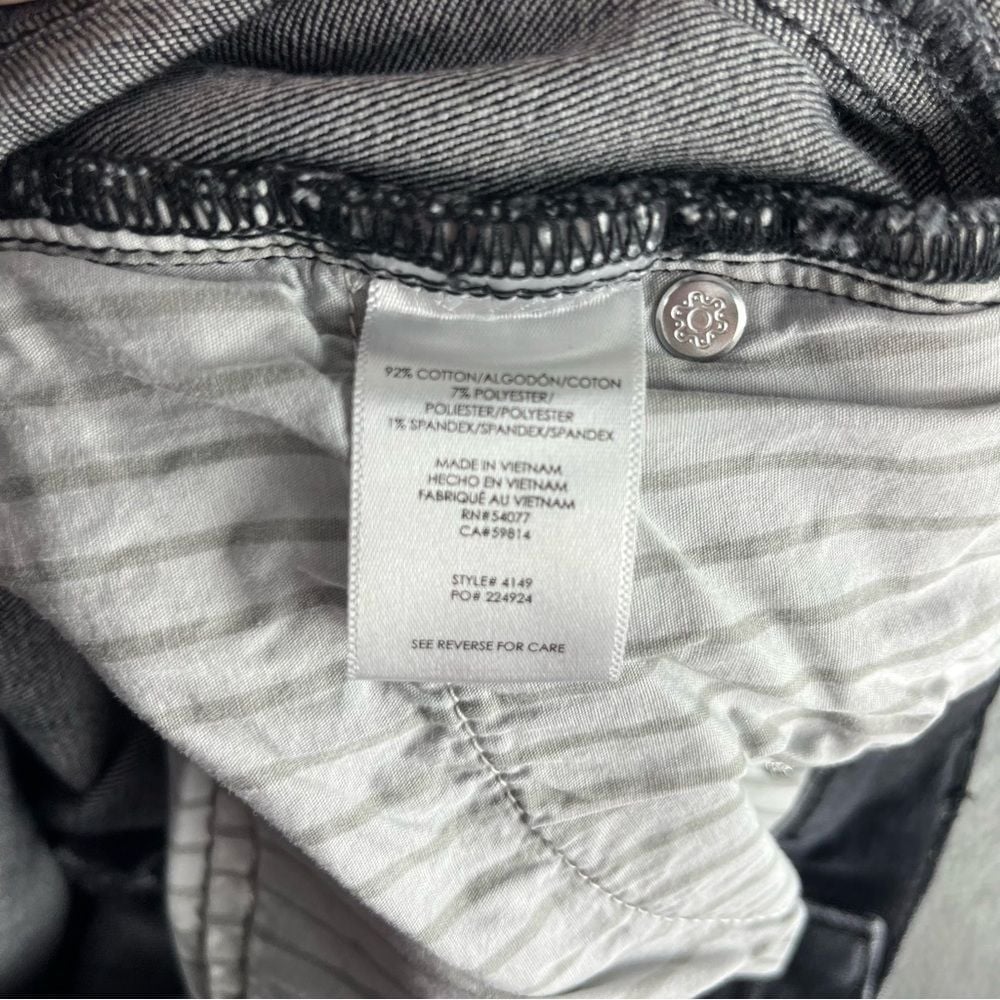 92% COTTON/ALGODÓN/COTON
7% POLYESTER/
POLIESTER/POLYESTER
1% SPANDEX/SPANDEX/SPANDEX
MADE IN VIETNAM
HECHO EN VIETNAM
FABRIQUÉ AU VIETNAM
RN#54077
CA#59814
STYLE# 4149
PO# 224924
SEE REVERSE FOR CARE